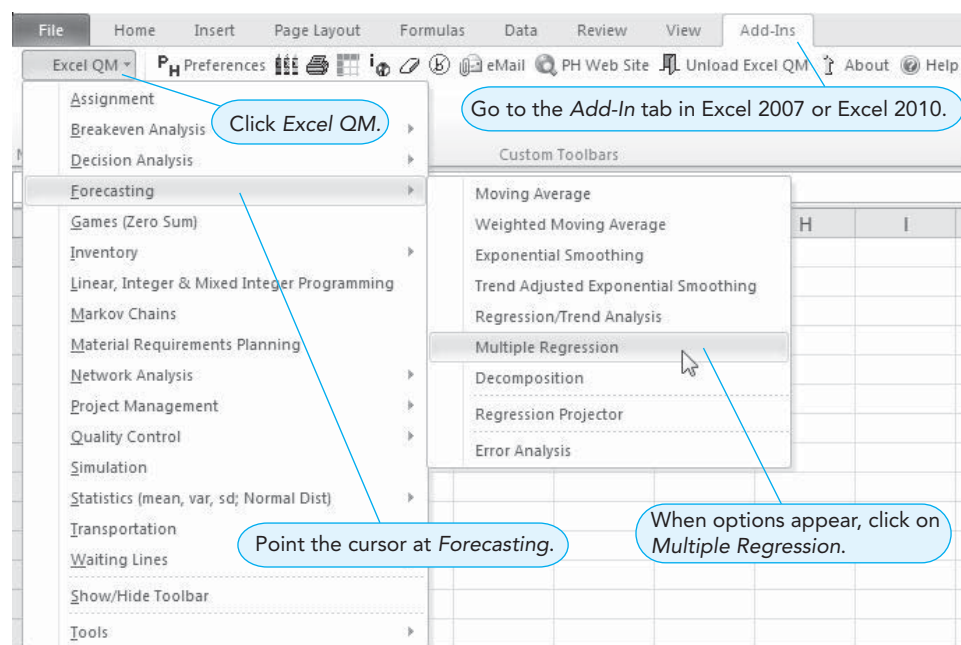 File Home Insert Page Layout Formulas Data Review View Add-Ins
Excel QM PH Preferences eMail PH Web Site Unload Excel QM About Help
Go to the Add-In tab in Excel 2007 or Excel 2010.
Click Excel QM.
Custom Toolbars
Assignment
Breakeven Analysis
Decision Analysis
Forecasting
Games (Zero Sum)
Inventory
Linear, Integer & Mixed Integer Programming
Markov Chains
Material Requirements Planning
Network Analysis
Project Management
Quality Control
Simulation
Statistics (mean, var, sd; Normal Dist)
Transportation
Waiting Lines
Show/Hide Toolbar
Tools
Moving Average
Weighted Moving Average
Exponential Smoothing
Trend Adjusted Exponential Smoothing
Regression/Trend Analysis
Multiple Regression
Decomposition
Regression Projector
Error Analysis
H I
Point the cursor at Forecasting.
When options appear, click on
Multiple Regression.